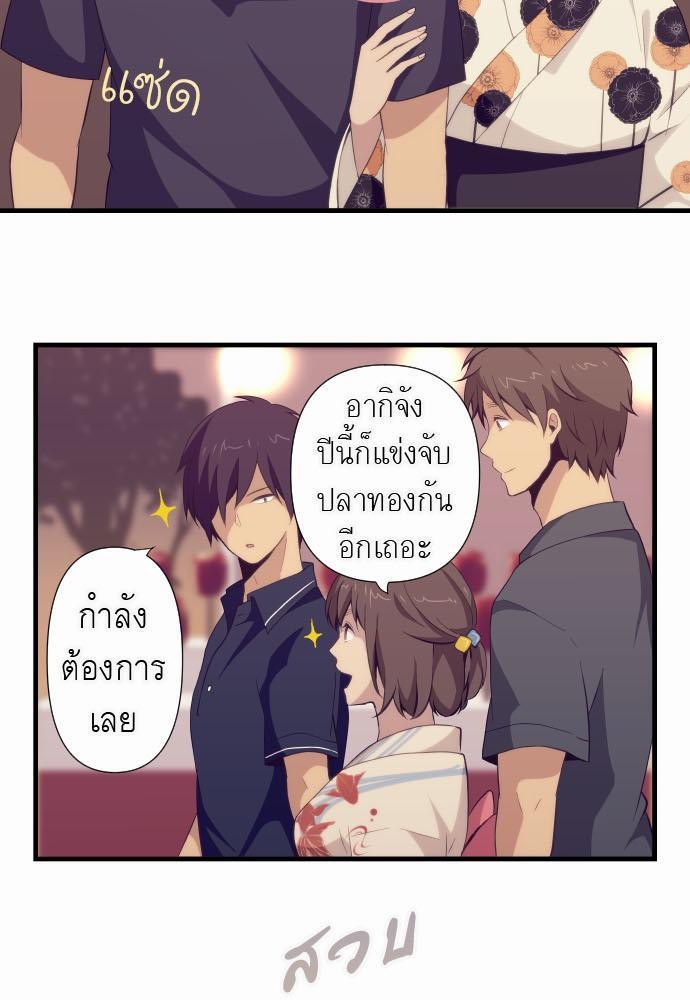 แซ่ด
อากิจัง
ปีนี้ก็แข่งจับ
ปลาทองกัน
อีกเถอะ
กำลัง
ต้องการ
เลย
สวบ